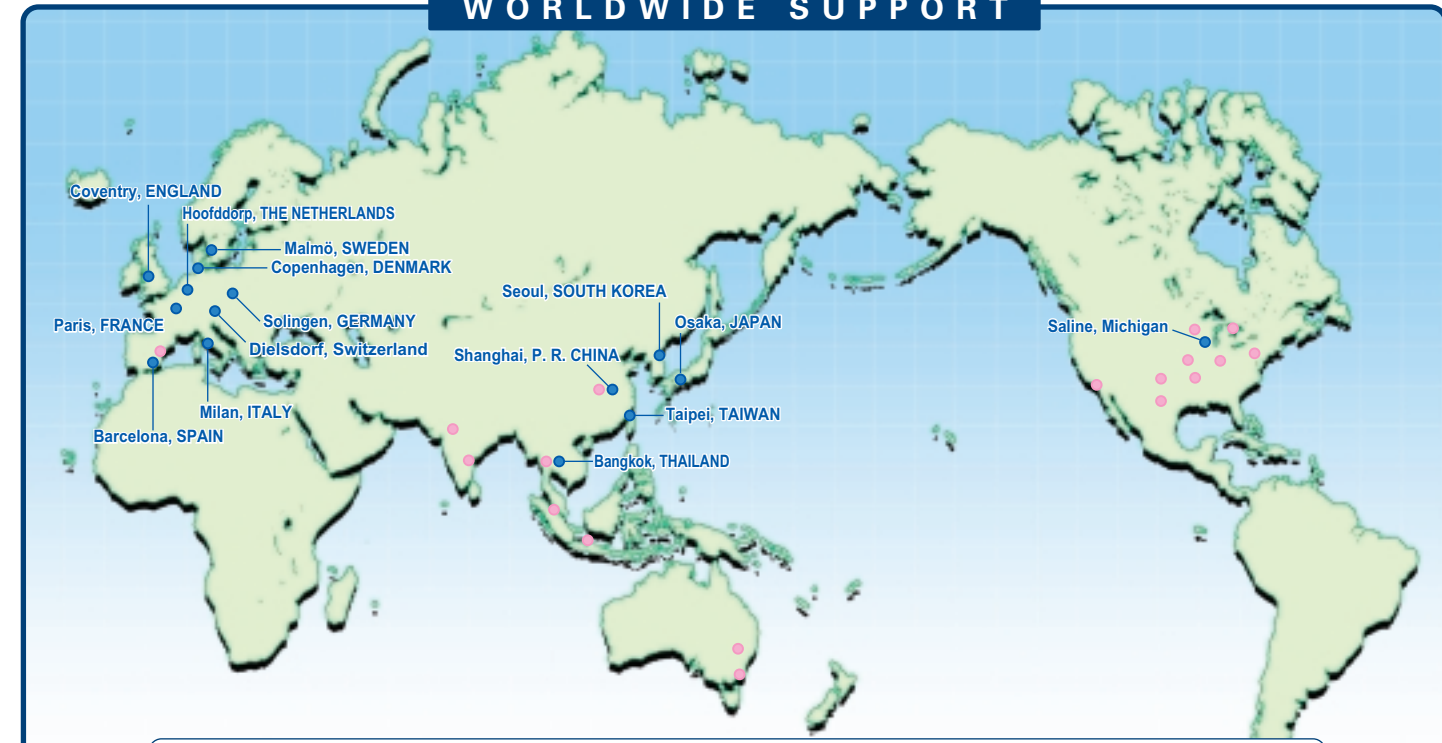 WORLDWIDE SUPPORT
Coventry, ENGLAND
Hoofddorp, THE NETHERLANDS
Malmö, SWEDEN
Copenhagen, DENMARK
Seoul, SOUTH KOREA
Paris, FRANCE
Solingen, GERMANY
Osaka, JAPAN
Saline, Michigan
Dielsdorf, Switzerland
Shanghai, P. R. CHINA
Milan, ITALY
Taipei, TAIWAN
Barcelona, SPAIN
Bangkok, THAILAND